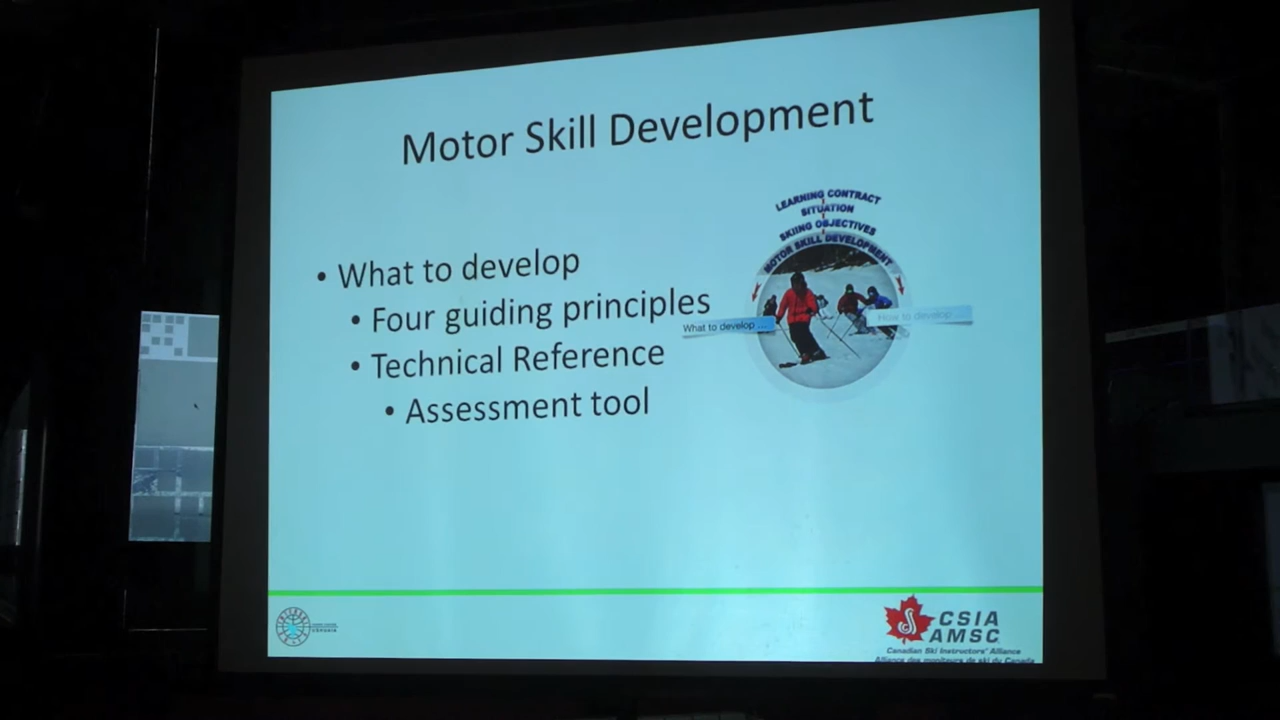 Motor Skill Development
LEARNING CONTRACT
SITUATION
SKIING OBJECTIVES
MOTOR SKILL DEVELOPMENT
• What to develop
• Four guiding principles
What to develop ...
How to develop ...
• Technical Reference
• Assessment tool
CSIA
AMSC
Canadian Ski Instructors' Alliance
Alliance des moniteurs de ski du Canada